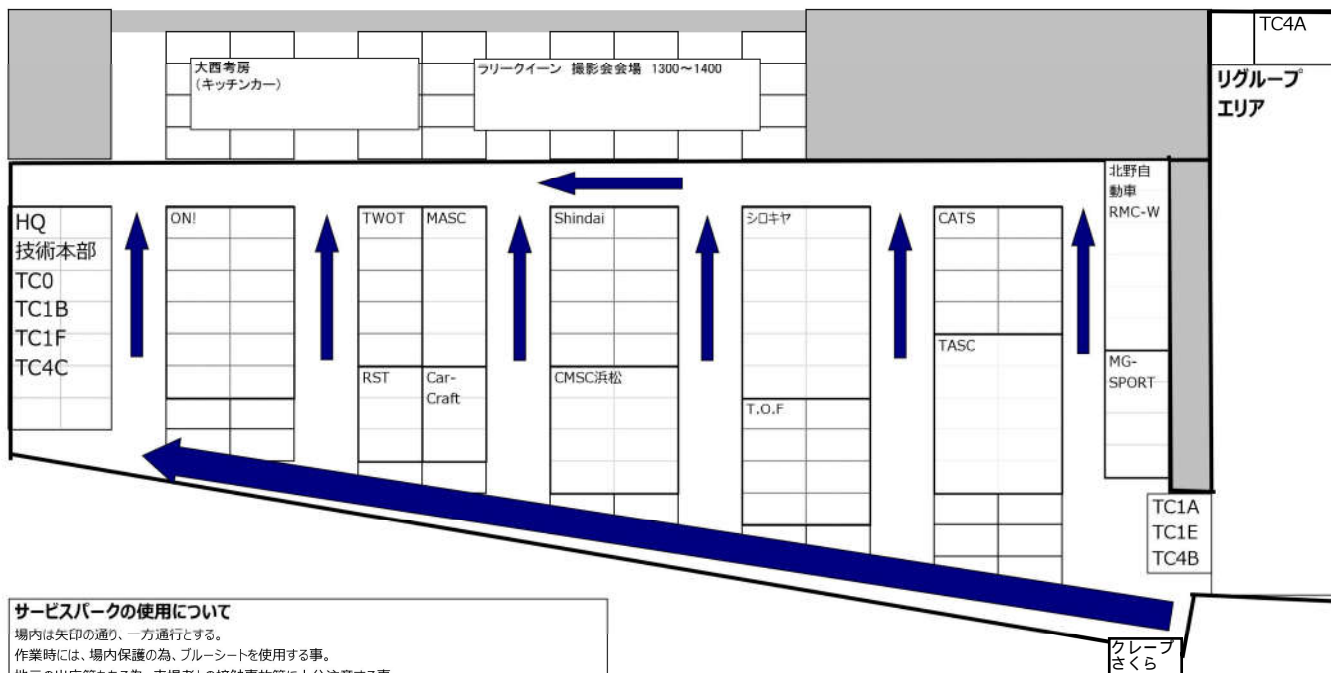 TC4A
大西考房
(キッチンカー)
ラリークイーン 撮影会会場 1300～1400
リグループ
エリア
北野自
動車
RMC-W
HQ
技術本部
TC0
TC1B
TC1F
TC4C
ON!
TWOT
MASC
Shindai
シロキヤ
CATS
TASC
MG-
SPORT
RST
Car-
Craft
CMSC浜松
T.O.F
TC1A
TC1E
TC4B
サービスパークの使用について
場内は矢印の通り、一方通行とする。
作業時には、場内保護の為、ブルーシートを使用する事。
クレープ
さくら